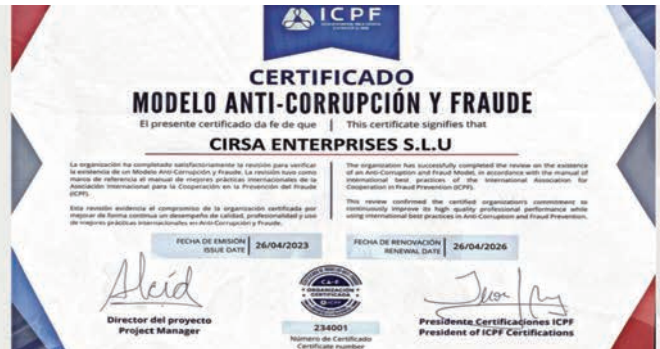 ICPF
CERTIFICADO
MODELO ANTI-CORRUPCIÓN Y FRAUDE
El presente certificado da fe de que | This certificate signifies that
CIRSA ENTERPRISES S.L.U
La organización ha completado satisfactoriamente la revisión para verificar
la existencia de un Modelo Anti-Corrupción y Fraude. La revisión tuvo como
marco de referencia el manual de mejores prácticas internacionales de la
Asociación Internacional para la Cooperación en la Prevención del Fraude
(ICPF).
Esta revisión evidencia el compromiso de la organización certificada por
mejorar de forma continua un desempeño de calidad, profesionalidad y uso
de mejores prácticas internacionales en Anti-Corrupción y Fraude.
The organization has successfully completed the review on the existence
of an Anti-Corruption and Fraud Model, in accordance with the manual of
international best practices of the International Association for
Cooperation in Fraud Prevention (ICPF).
This review confirmed the certified organization's commitment to
continuously improve its high quality professional performance while
using international best practices in Anti-Corruption and Fraud Prevention.
FECHA DE EMISIÓN
ISSUE DATE | 26/04/2023
FECHA DE RENOVACIÓN
RENEWAL DATE | 26/04/2026
Director del proyecto
Project Manager
ORGANIZACIÓN
CERTIFICADA
234001
Número de Certificado
Certificate number
Presidente Certificaciones ICPF
President of ICPF Certifications